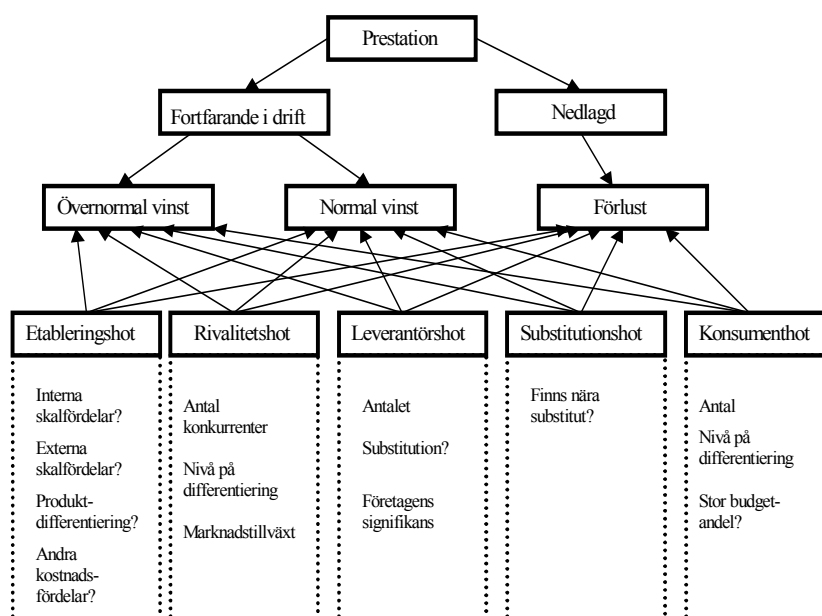 Prestation
Fortfarande i drift
Nedlagd
Övernormal vinst
Normal vinst
Förlust
Etableringshot
Rivalitetshot
Leverantörshot
Substitutionshot
Konsumenthot
Interna
skalfördelar?
Externa
skalfördelar?
Produkt-
differentiering?
Andra
kostnads-
fördelar?
Antal
konkurrenter
Nivå på
differentiering
Marknadstillväxt
Antalet
Substitution?
Företagens
signifikans
Finns nära
substitut?
Antal
Nivå på
differentiering
Stor budget-
andel?